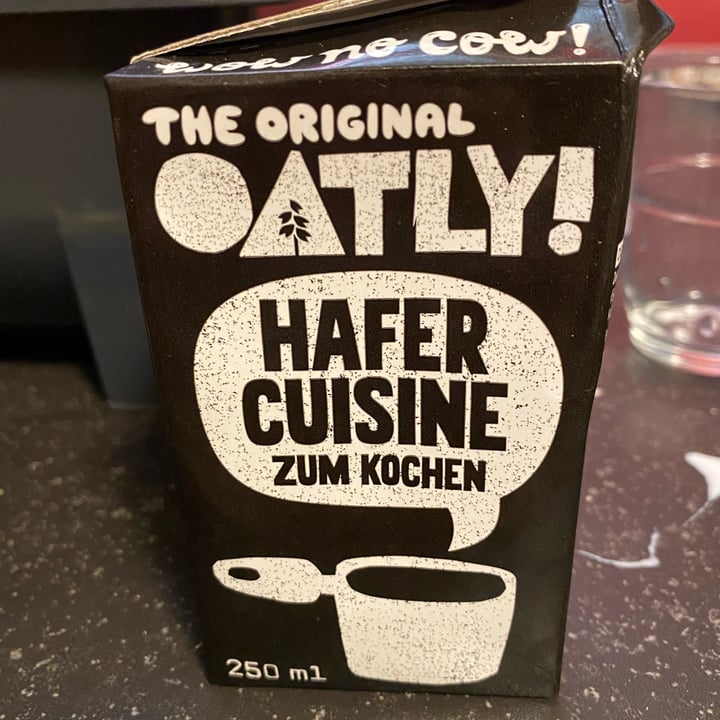 wow no cow!
THE ORIGINAL
OATLY!
HAFER
CUISINE
ZUM KOCHEN
250 ml